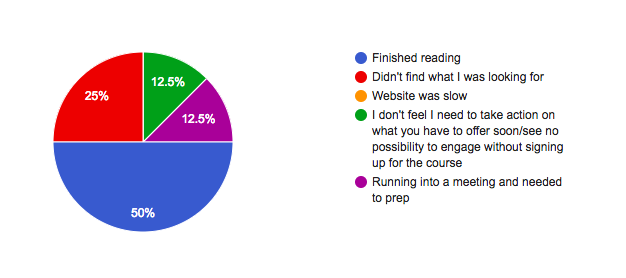 25%
12.5%
12.5%
50%
Finished reading
Didn't find what I was looking for
Website was slow
I don't feel I need to take action on
what you have to offer soon/see no
possibility to engage without signing
up for the course
Running into a meeting and needed
to prep